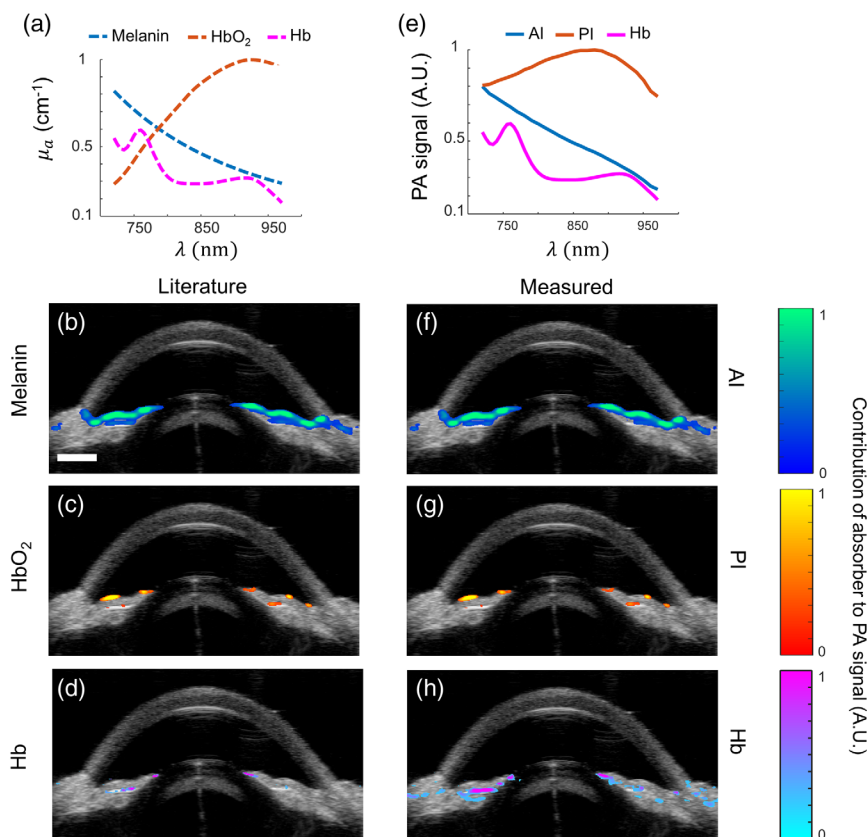 (a)
Melanin HbO2 Hb
1
0.5
0.1
μa (cm-1)
750 850 950
λ (nm)
(e)
AI PI Hb
1
0.5
0.1
PA signal (A.U.)
750 850 950
λ (nm)
Literature
Measured
Melanin
(b)
(f)
AI
1
0
HbO2
(c)
(g)
PI
1
0
Hb
(d)
(h)
Hb
1
0
Contribution of absorber to PA signal (A.U.)